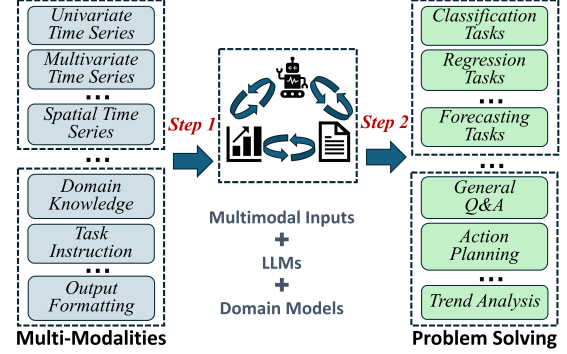 Univariate
Time Series
Multivariate
Time Series
...
Spatial Time
Series
...
Domain
Knowledge
Task
Instruction
...
Output
Formatting
Multi-Modalities
Step 1
Multimodal Inputs
+
LLMs
+
Domain Models
Step 2
Classification
Tasks
Regression
Tasks
...
Forecasting
Tasks
...
General
Q&A
Action
Planning
...
Trend Analysis
Problem Solving